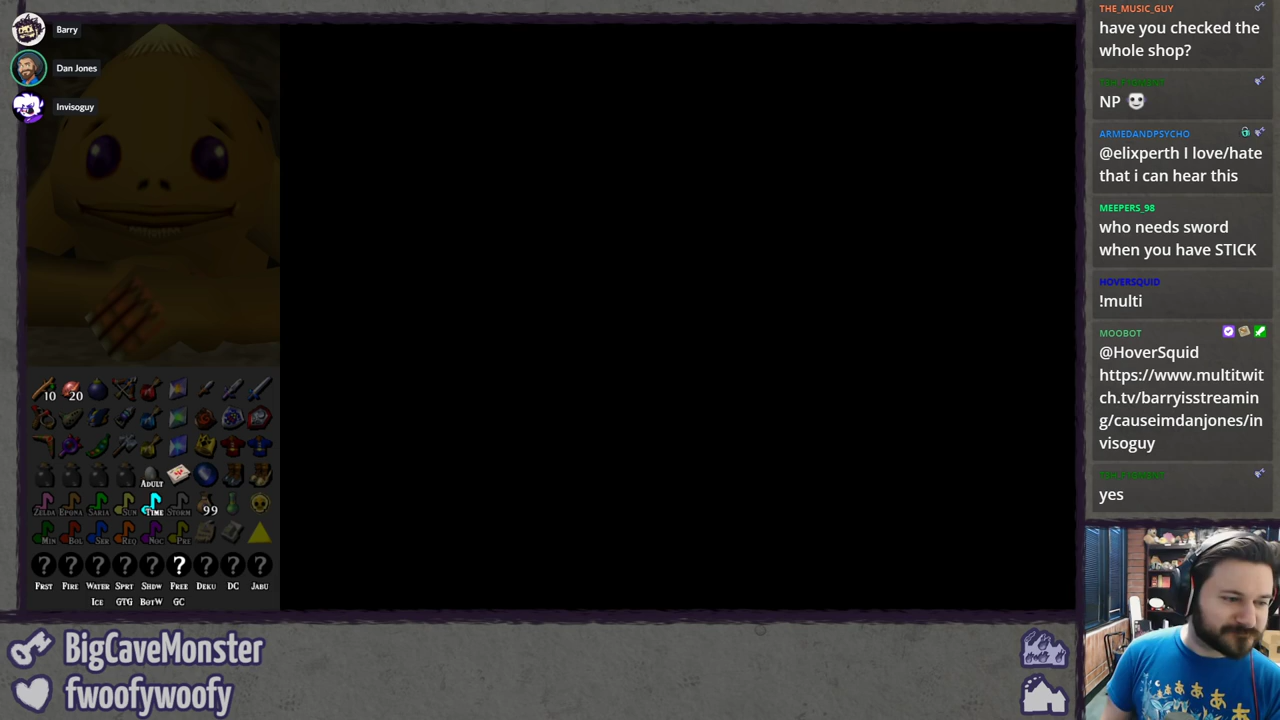 Barry
Dan Jones
Invisoguy
10
20
ADULT
ZELDA
EPONA
SARIA
SUN
TIME
STORM
99
MIN
BOL
SER
REQ
NOC
PRE
? ? ? ? ? ? ? ? ?
FRST FIRE WATER SPRT SHDW FREE DEKU DC JABU
ICE GTG BOTW GC
BigCaveMonster
fwoofywoofy
THE_MUSIC_GUY
have you checked the
whole shop?
NP
ARMEDANDPSYCHO
@elixperth I love/hate
that i can hear this
MEEPERS_98
who needs sword
when you have STICK
HOVERSQUID
!multi
MOOBOT
@HoverSquid
https://www.multitwit
ch.tv/barryisstreamin
g/causeimdanjones/in
visoguy
yes
あああ